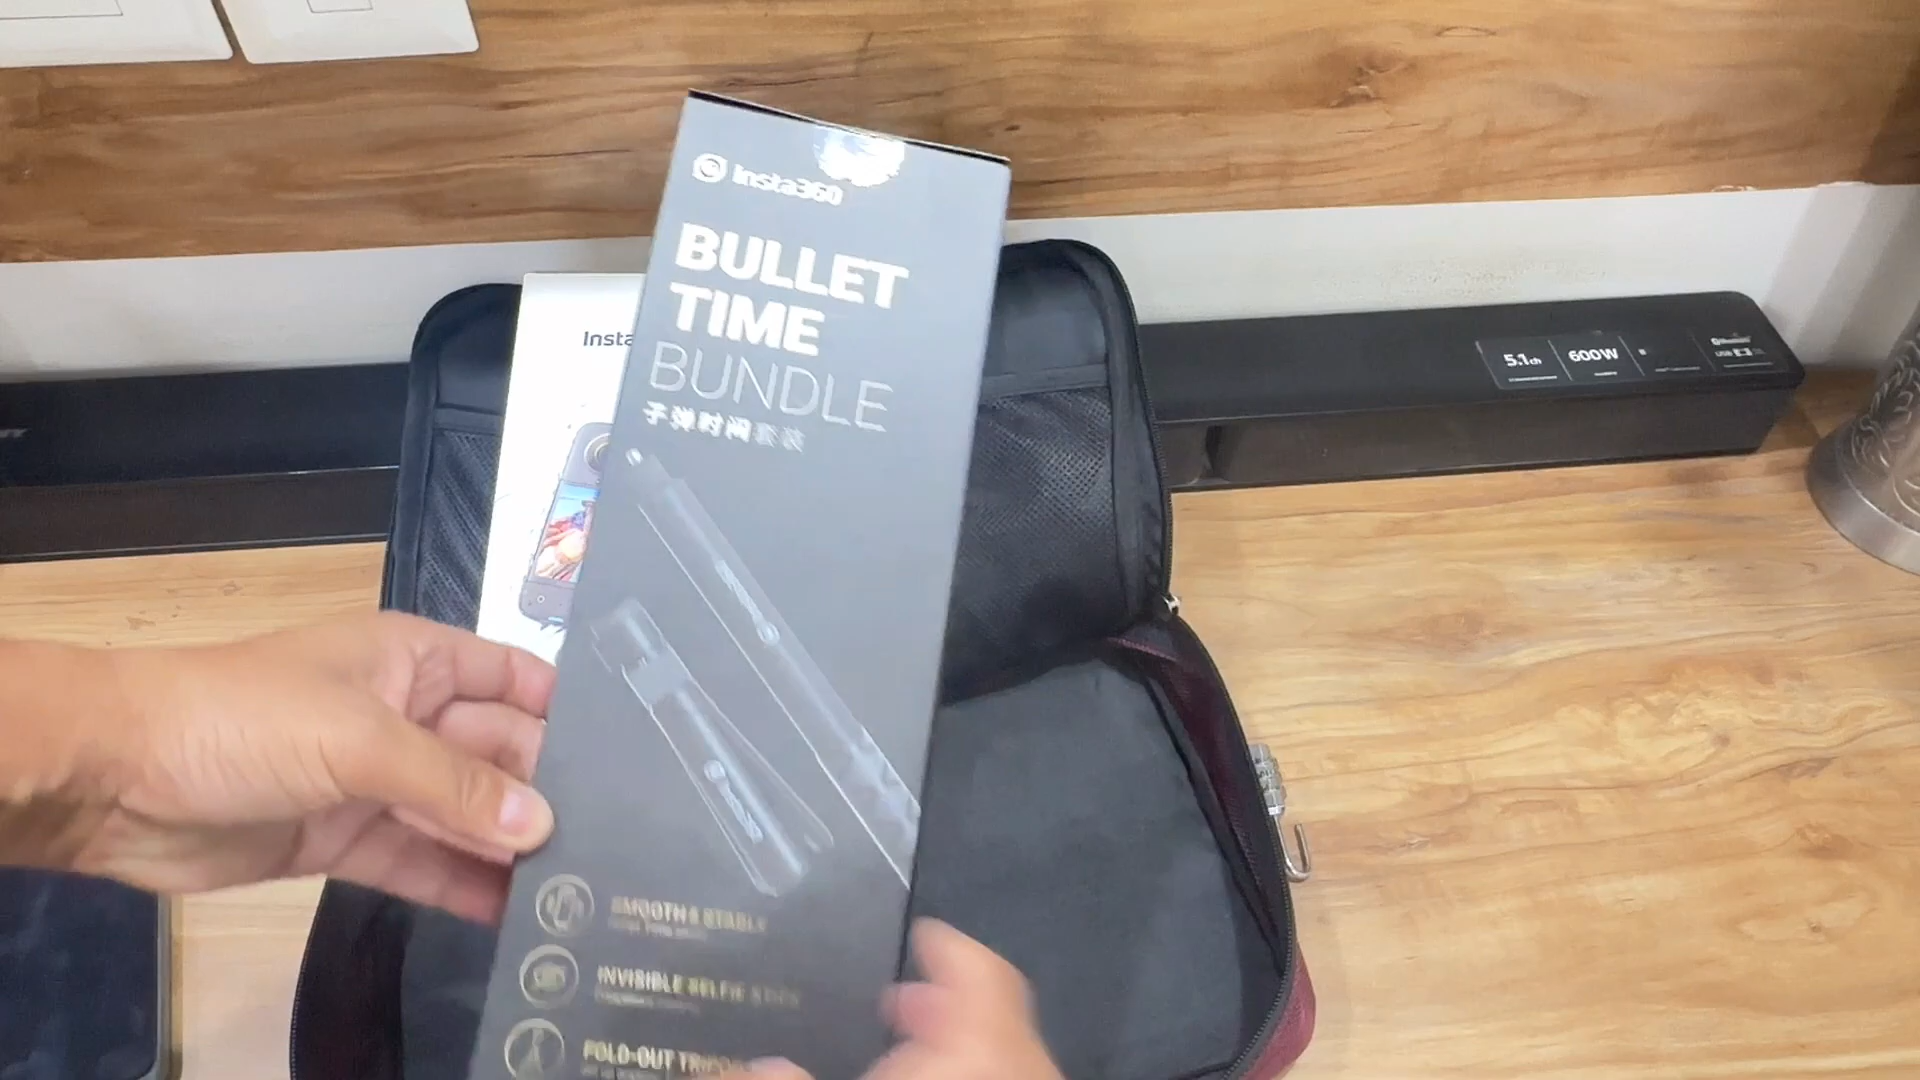 Insta360
BULLET
TIME
BUNDLE
子弹时间套装
SMOOTH & STABLE
INVISIBLE SELFIE STICK
FOLD-OUT TRIPOD
Insta
5.1ch
600W
USB